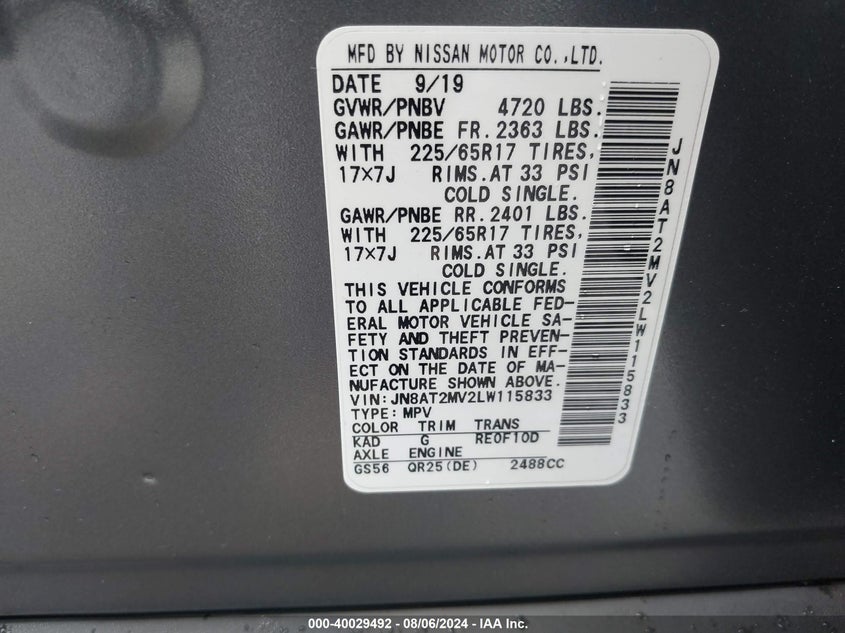 MFD BY NISSAN MOTOR CO.,LTD.
DATE 9/19
GVWR/PNBV 4720 LBS.
GAWR/PNBE FR. 2363 LBS.
WITH 225/65R17 TIRES,
17×7J RIMS.AT 33 PSI
COLD SINGLE.
GAWR/PNBE RR. 2401 LBS.
WITH 225/65R17 TIRES,
17×7J RIMS.AT 33 PSI
COLD SINGLE.
THIS VEHICLE CONFORMS
TO ALL APPLICABLE FED-
ERAL MOTOR VEHICLE SA-
FETY AND THEFT PREVEN-
TION STANDARDS IN EFF-
ECT ON THE DATE OF MA-
NUFACTURE SHOWN ABOVE.
VIN: JN8AT2MV2LW115833
TYPE: MPV
COLOR TRIM TRANS
KAD G RE0F10D
AXLE ENGINE
GS56 QR25(DE) 2488CC
JN8AT2MV2LW115833
000-40029492 - 08/06/2024 - IAA Inc.